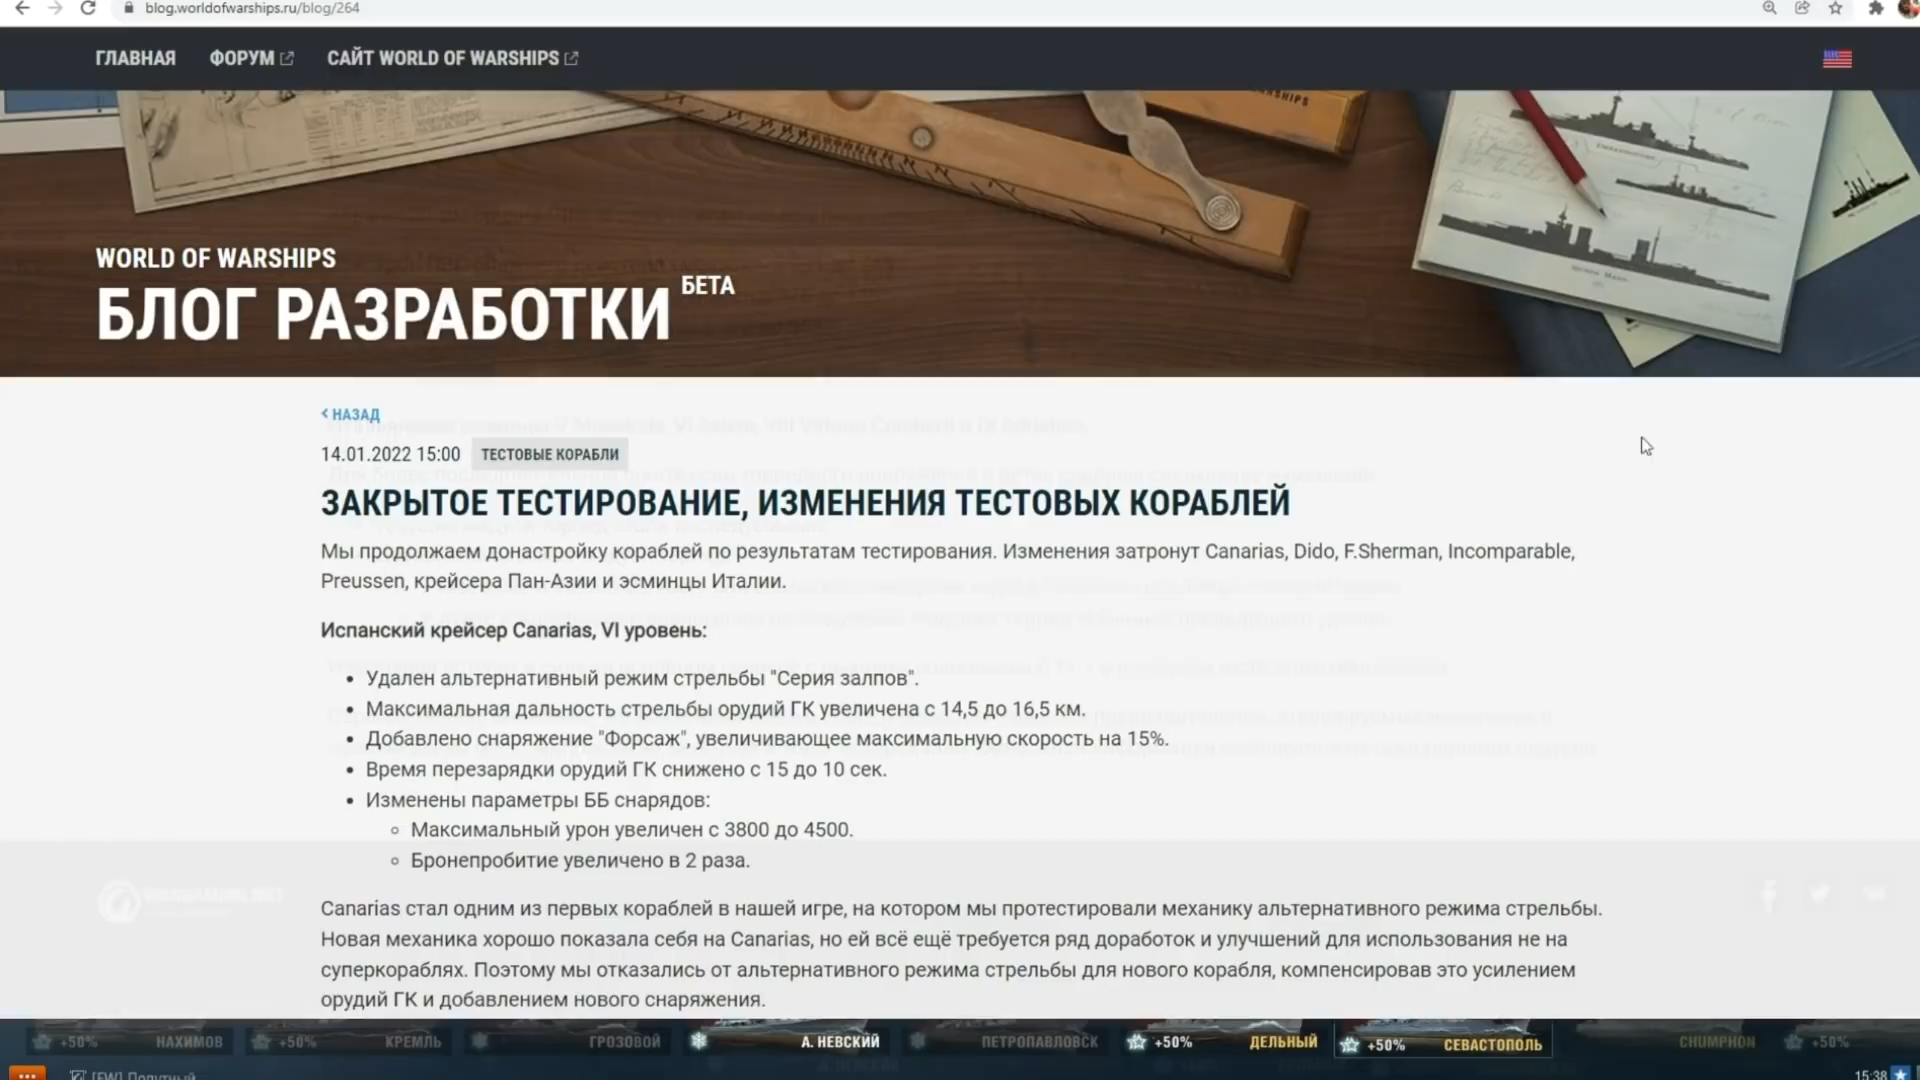 blog.worldofwarships.ru/blog/264
ГЛАВНАЯ ФОРУМ САЙТ WORLD OF WARSHIPS
WORLD OF WARSHIPS
БЛОГ РАЗРАБОТКИ БЕТА
НАЗАД
14.01.2022 15:00 ТЕСТОВЫЕ КОРАБЛИ
ЗАКРЫТОЕ ТЕСТИРОВАНИЕ, ИЗМЕНЕНИЯ ТЕСТОВЫХ КОРАБЛЕЙ
Мы продолжаем донастройку кораблей по результатам тестирования. Изменения затронут Canarias, Dido, F.Sherman, Incomparable,
Preussen, крейсера Пан-Азии и эсминцы Италии.
Испанский крейсер Canarias, VI уровень:
• Удален альтернативный режим стрельбы "Серия залпов".
• Максимальная дальность стрельбы орудий ГК увеличена с 14,5 до 16,5 км.
• Добавлено снаряжение "Форсаж", увеличивающее максимальную скорость на 15%.
• Время перезарядки орудий ГК снижено с 15 до 10 сек.
• Изменены параметры ББ снарядов:
◦ Максимальный урон увеличен с 3800 до 4500.
◦ Бронепробитие увеличено в 2 раза.
Canarias стал одним из первых кораблей в нашей игре, на котором мы протестировали механику альтернативного режима стрельбы.
Новая механика хорошо показала себя на Canarias, но ей всё ещё требуется ряд доработок и улучшений для использования не на
суперкораблях. Поэтому мы отказались от альтернативного режима стрельбы для нового корабля, компенсировав это усилением
орудий ГК и добавлением нового снаряжения.
+50% НАХИМОВ +50% КРЕМЛЬ ГРОЗОВОЙ А. НЕВСКИЙ ПЕТРОПАВЛОВСК +50% ДЕЛЬНЫЙ +50% СЕВАСТОПОЛЬ CHUMPHON +50%
15:38